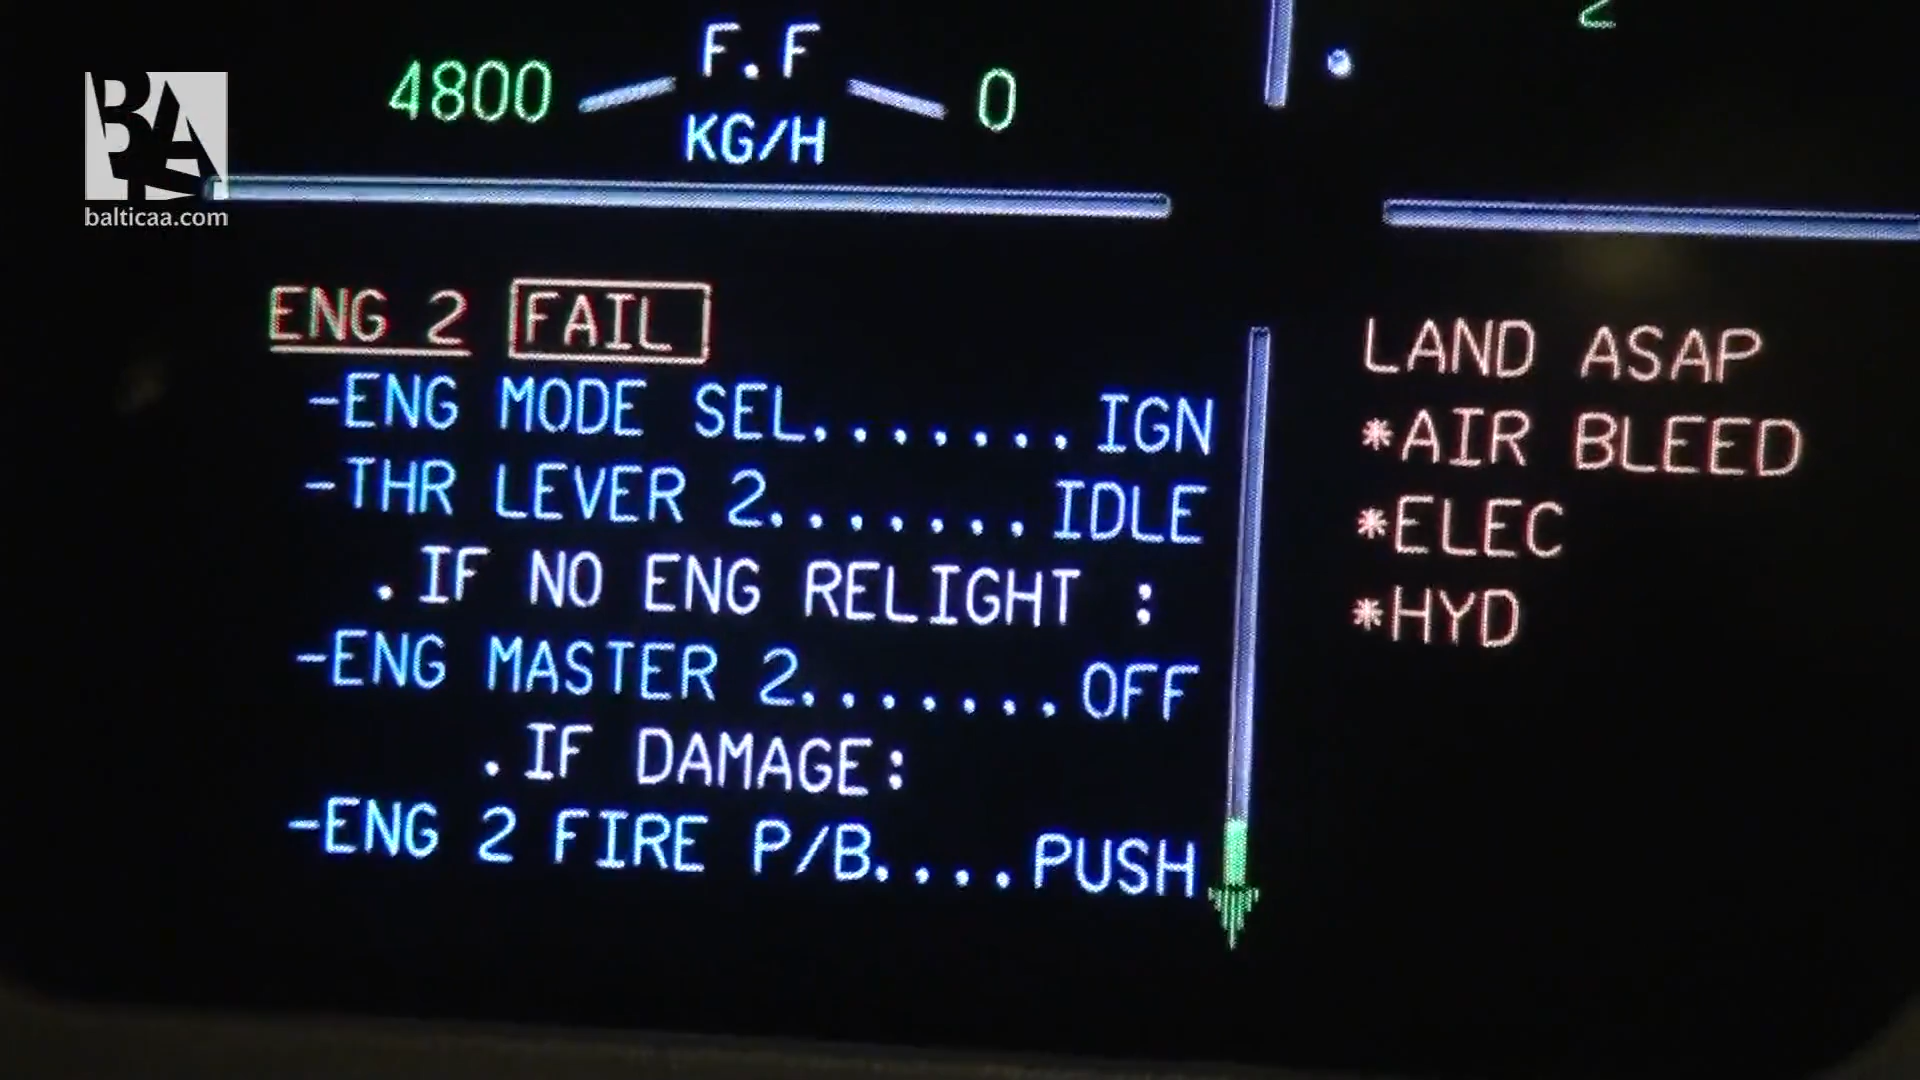 BAA
balticaa.com
4800 F.F 0
KG/H
2
ENG 2 FAIL
-ENG MODE SEL.......IGN
-THR LEVER 2.......IDLE
.IF NO ENG RELIGHT :
-ENG MASTER 2.......OFF
.IF DAMAGE:
-ENG 2 FIRE P/B....PUSH
LAND ASAP
*AIR BLEED
*ELEC
*HYD